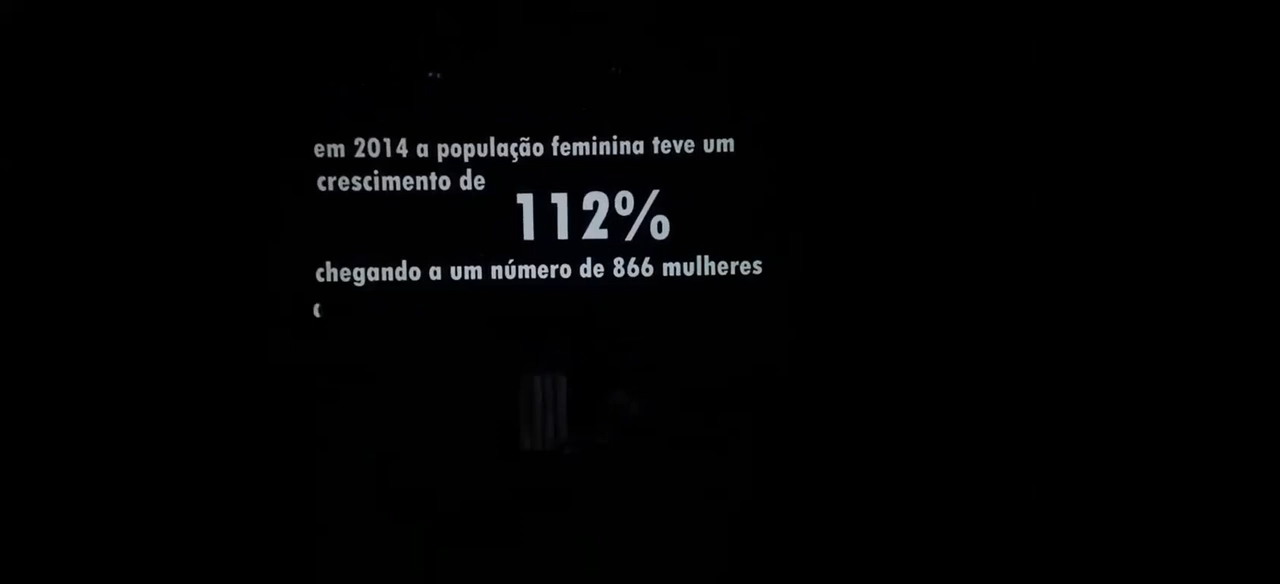 em 2014 a população feminina teve um
crescimento de
112%
chegando a um número de 866 mulheres